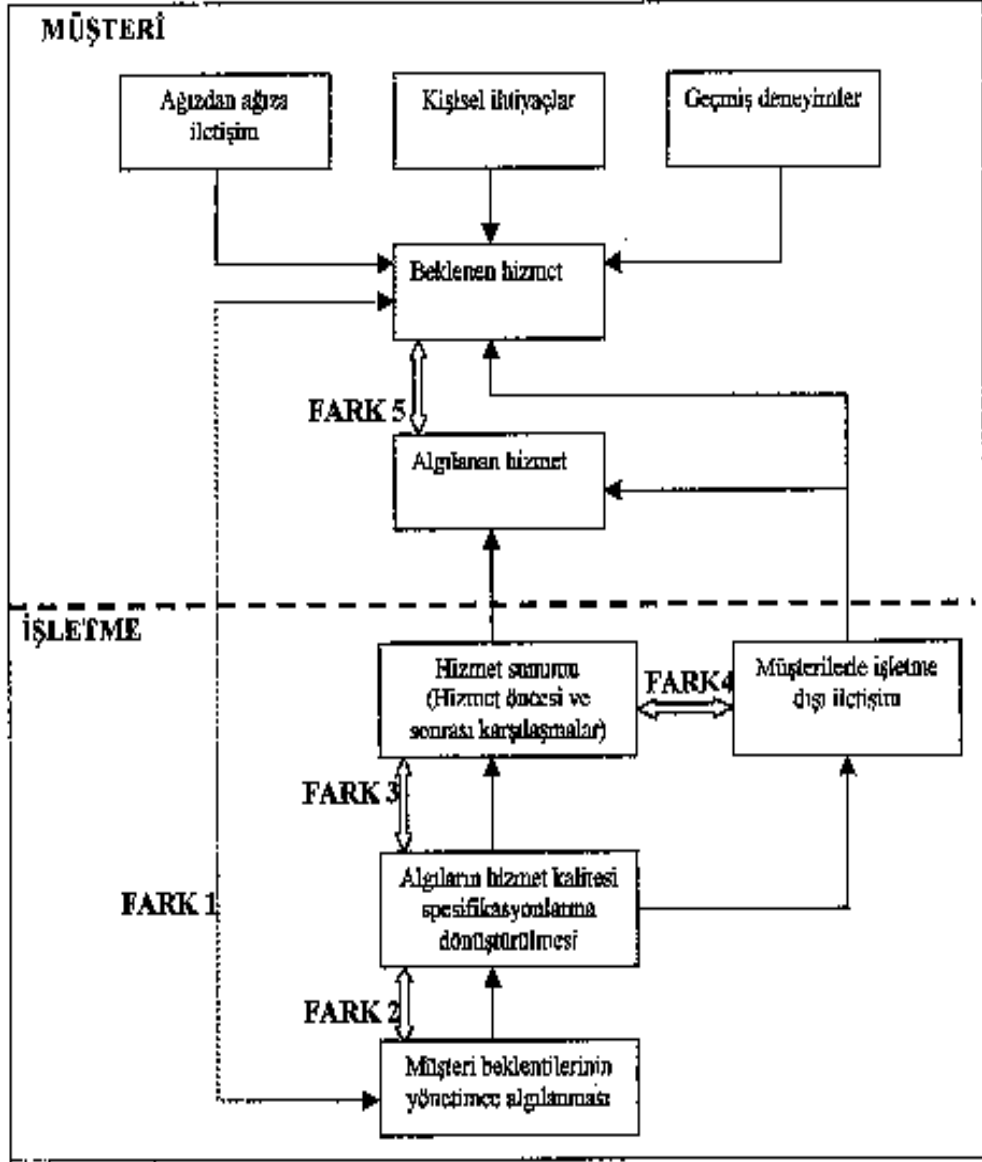 MÜŞTERİ
Ağızdan ağıza
iletişim
Kişisel ihtiyaçlar
Geçmiş deneyimler
Beklenen hizmet
FARK 5
Algılanan hizmet
İŞLETME
Hizmet sunumu
(Hizmet öncesi ve
sonrası karşılaşmalar)
FARK4
Müşterilerle işletme
dışı iletişim
FARK 3
Algıların hizmet kalitesi
spesifikasyonlarına
dönüştürülmesi
FARK 1
FARK 2
Müşteri beklentilerinin
yönetimce algılanması